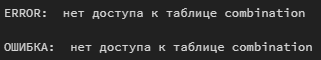 ERROR:  нет доступа к таблице combination
ОШИБКА:  нет доступа к таблице combination